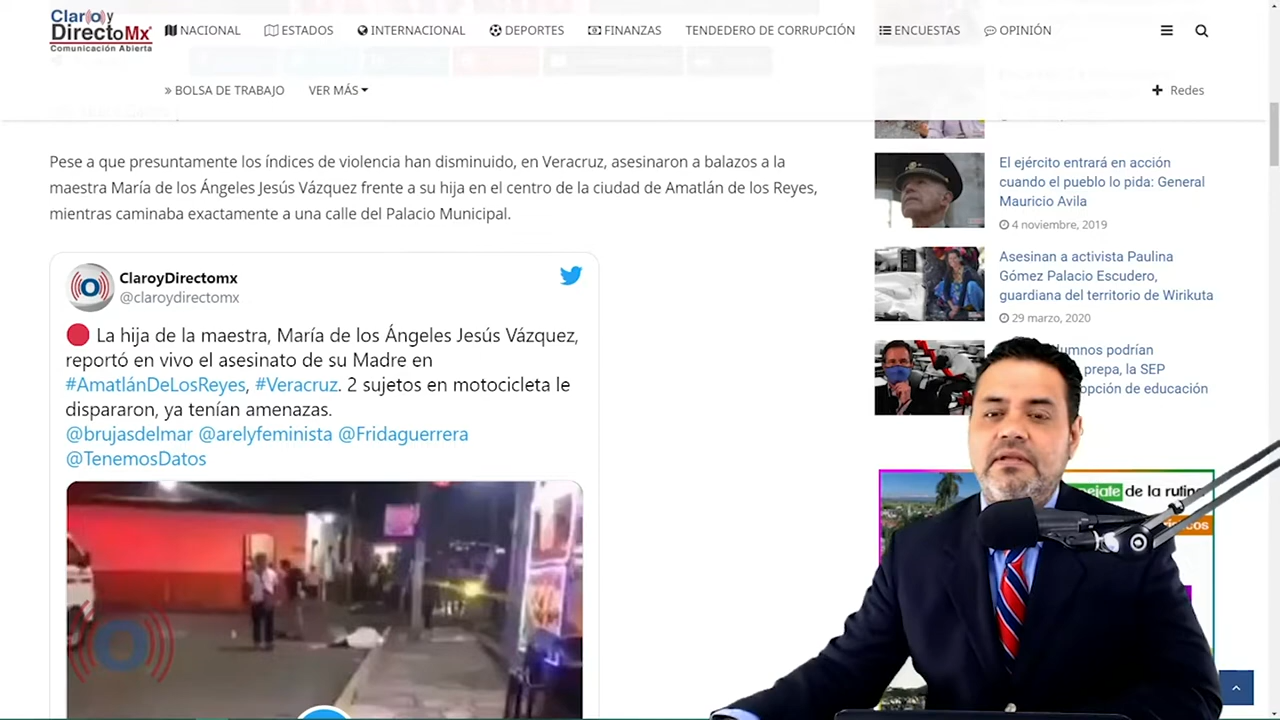 Claro y
DirectoMx
Comunicación Abierta
NACIONAL
ESTADOS
INTERNACIONAL
DEPORTES
FINANZAS
TENDEDERO DE CORRUPCIÓN
ENCUESTAS
OPINIÓN
» BOLSA DE TRABAJO
VER MÁS
Redes
Pese a que presuntamente los índices de violencia han disminuido, en Veracruz, asesinaron a balazos a la
maestra María de los Ángeles Jesús Vázquez frente a su hija en el centro de la ciudad de Amatlán de los Reyes,
mientras caminaba exactamente a una calle del Palacio Municipal.
ClaroyDirectomx
@claroydirectomx
La hija de la maestra, María de los Ángeles Jesús Vázquez,
reportó en vivo el asesinato de su Madre en
#AmatlánDeLosReyes, #Veracruz. 2 sujetos en motocicleta le
dispararon, ya tenían amenazas.
@brujasdelmar @arelyfeminista @Fridaguerrera
@TenemosDatos
El ejército entrará en acción
cuando el pueblo lo pida: General
Mauricio Avila
4 noviembre, 2019
Asesinan a activista Paulina
Gómez Palacio Escudero,
guardiana del territorio de Wirikuta
29 marzo, 2020
lumnos podrían
prepa, la SEP
opción de educación
ejate de la rutina
icos